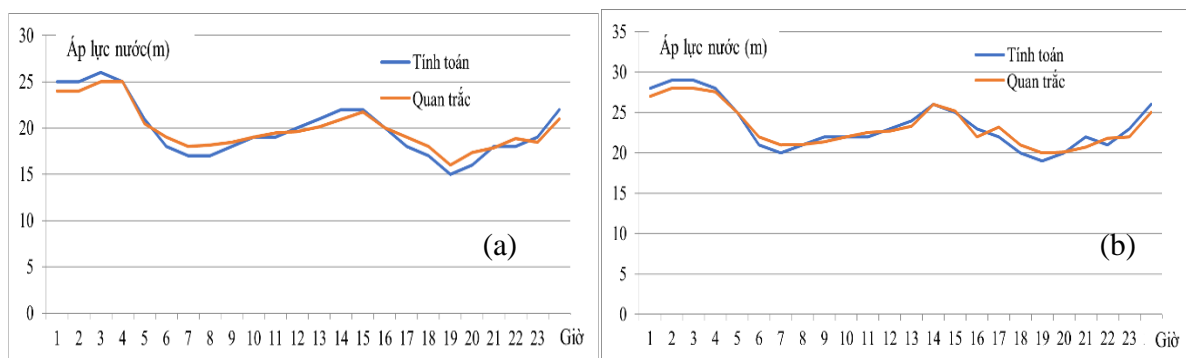 Áp lực nước(m)
Tính toán
Quan trắc
30
25
20
15
10
5
0
1 2 3 4 5 6 7 8 9 10 11 12 13 14 15 16 17 18 19 20 21 22 23 Giờ
(a)
Áp lực nước (m)
Tính toán
Quan trắc
35
30
25
20
15
10
5
0
1 2 3 4 5 6 7 8 9 10 11 12 13 14 15 16 17 18 19 20 21 22 23 Giờ
(b)